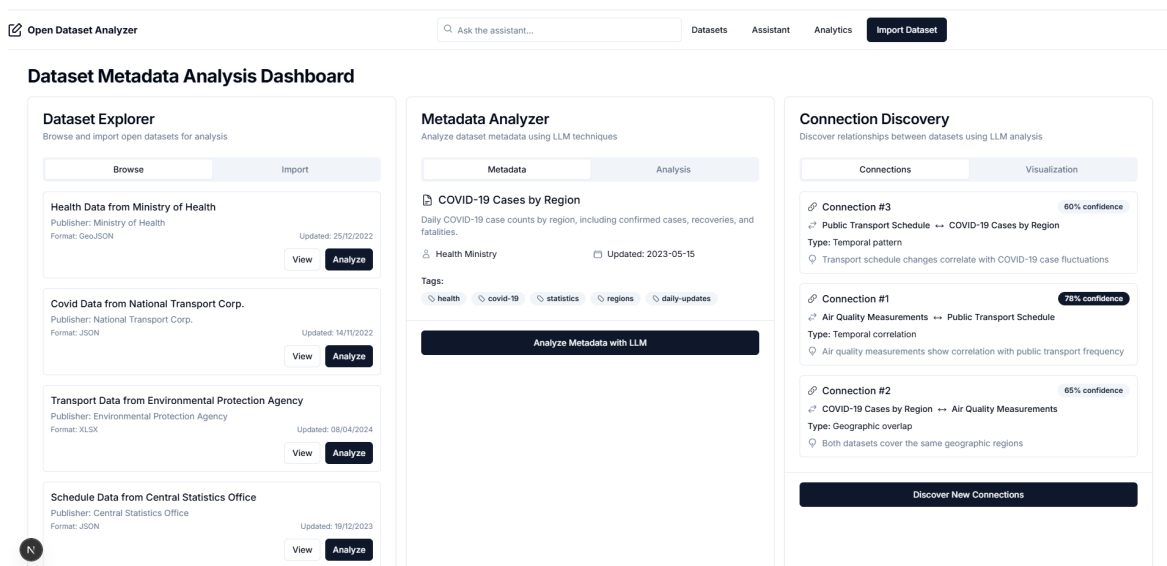 Open Dataset Analyzer
Ask the assistant...
Datasets
Assistant
Analytics
Import Dataset
Dataset Metadata Analysis Dashboard
Dataset Explorer
Browse and import open datasets for analysis
Browse
Import
Health Data from Ministry of Health
Publisher: Ministry of Health
Format: GeoJSON
Updated: 25/12/2022
View
Analyze
Covid Data from National Transport Corp.
Publisher: National Transport Corp.
Format: JSON
Updated: 14/11/2022
View
Analyze
Transport Data from Environmental Protection Agency
Publisher: Environmental Protection Agency
Format: XLSX
Updated: 08/04/2024
View
Analyze
Schedule Data from Central Statistics Office
Publisher: Central Statistics Office
Format: JSON
Updated: 19/12/2023
View
Analyze
N
Metadata Analyzer
Analyze dataset metadata using LLM techniques
Metadata
Analysis
COVID-19 Cases by Region
Daily COVID-19 case counts by region, including confirmed cases, recoveries, and
fatalities.
Health Ministry
Updated: 2023-05-15
Tags:
health
covid-19
statistics
regions
daily-updates
Analyze Metadata with LLM
Connection Discovery
Discover relationships between datasets using LLM analysis
Connections
Visualization
Connection #3
60% confidence
Public Transport Schedule ↔ COVID-19 Cases by Region
Type: Temporal pattern
Transport schedule changes correlate with COVID-19 case fluctuations
Connection #1
78% confidence
Air Quality Measurements ↔ Public Transport Schedule
Type: Temporal correlation
Air quality measurements show correlation with public transport frequency
Connection #2
65% confidence
COVID-19 Cases by Region ↔ Air Quality Measurements
Type: Geographic overlap
Both datasets cover the same geographic regions
Discover New Connections